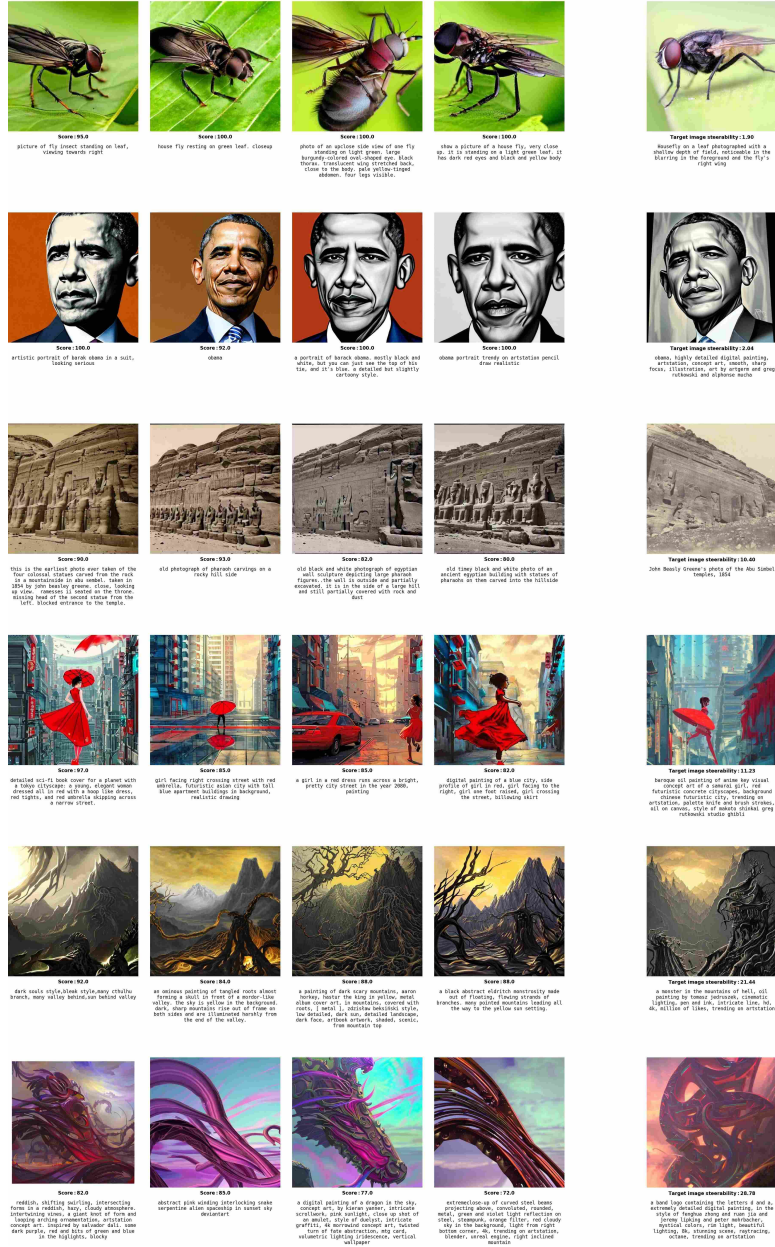 Score:95.0
picture of fly insect standing on leaf,
viewing towards right
Score:100.0
house fly resting on green leaf. closeup
Score:100.0
photo of an upclose side view of one fly
standing on light green. large
burgundy-colored oval-shaped eye. black
thorax. translucent wing stretched back,
close to the body. pale yellow-tinged
abdomen. four legs visible.
Score:100.0
show a picture of a house fly, very close
up. it is standing on a light green leaf. it
has dark red eyes and black and yellow body
Target image steerability:1.90
Housefly on a leaf photographed with a
shallow depth of field, noticeable in the
blurring in the foreground and the fly's
right wing
Score:100.0
artistic portrait of barak obama in a suit,
looking serious
Score:92.0
obama
Score:100.0
a portrait of barack obama. mostly black and
white, but you can just see the top of his
tie, and it's blue. a detailed but slightly
cartoony style.
Score:100.0
obama portrait trendy on artstation pencil
draw realistic
Target image steerability:2.04
obama, highly detailed digital painting,
artstation, concept art, smooth, sharp
focus, illustration, art by artgerm and greg
rutkowski and alphonse mucha
Score:90.0
this is the earliest photo ever taken of the
four colossal statues carved from the rock
in a mountainside in abu sembel. taken in
1854 by john beasley greene. close, looking
up view. ramesses ii seated on the throne.
missing head of the second statue from the
left. blocked entrance to the temple.
Score:93.0
old photograph of pharaoh carvings on a
rocky hill side
Score:82.0
old black and white photograph of egyptian
wall sculpture depicting large pharaoh
figures..the wall is outside and partially
excavated. it is in the side of a large hill
and still partially covered with rock and
dust
Score:80.0
old timey black and white photo of an
ancient egyptian building with statues of
pharaohs on them carved into the hillside
Target image steerability:10.40
John Beasly Greene's photo of the Abu Simbel
temples, 1854
Score:97.0
detailed sci-fi book cover for a planet with
a tokyo cityscape: a young, elegant woman
dressed all in red with a hoop like dress,
red tights, and red umbrella skipping across
a narrow street.
Score:85.0
girl facing right crossing street with red
umbrella, futuristic asian city with tall
blue apartment buildings in background,
realistic drawing
Score:85.0
a girl in a red dress runs across a bright,
pretty city street in the year 2080,
painting
Score:82.0
digital painting of a blue city, side
profile of girl in red, girl facing to the
right, girl one foot raised, girl crossing
the street, billowing skirt
Target image steerability:11.23
baroque oil painting of anime key visual
concept art of a samurai girl, red
futuristic concrete cityscapes, background
chinese futuristic city, trending on
artstation, palette knife and brush strokes,
oil on canvas, style of makoto shinkai greg
rutkowski studio ghibli
Score:92.0
dark souls style,bleak style,many cthulhu
branch, many valley behind,sun behind valley
Score:84.0
an ominous painting of tangled roots almost
forming a skull in front of a mordor-like
valley. the sky is yellow in the background.
dark, sharp mountains rise out of frame on
both sides and are illuminated harshly from
the end of the valley.
Score:88.0
a painting of dark scary mountains, aaron
horkey, hastur the king in yellow, metal
album cover art, in mountains, covered with
roots, [ metal ], zdzisław beksiński style,
low detailed, dark sun, detailed landscape,
dark face, artbook artwork, shaded, scenic,
from mountain top
Score:88.0
a black abstract eldritch monstrosity made
out of floating, flowing strands of
branches. many pointed mountains leading all
the way to the yellow sun setting.
Target image steerability:21.44
a monster in the mountains of hell, oil
painting by tomasz jedruszek, cinematic
lighting, pen and ink, intricate line, hd,
4k, million of likes, trending on artstation
Score:82.0
reddish, shifting swirling, intersecting
forms in a reddish, hazy, cloudy atmosphere.
intertwining vines, a giant knot of form and
looping arching ornamentation, artstation
concept art. inspired by salvador dali. some
dark purple, red and bits of green and blue
in the higlights, blocky
Score:85.0
abstract pink winding interlocking snake
serpentine alien spaceship in sunset sky
deviantart
Score:77.0
a digital painting of a dragon in the sky,
concept art, by kieran yanner, intricate
scrollwork, pink sunlight, close up shot of
an amulet, style of duelyst, intricate
graffiti, 4k morrowind concept art, twisted
turn of fate abstraction, mtg card,
volumetric lighting iridescence, vertical
wallpaper
Score:72.0
extremeclose-up of curved steel beams
projecting above, convoluted, rounded,
metal, green and violet light reflection on
steel, steampunk, orange filter, red cloudy
sky in the background, light from right
bottom corner, 4k, trending on artstation,
blender, unreal engine, right inclined
mountain
Target image steerability:28.78
a band logo containing the letters d and a,
extremely detailed digital painting, in the
style of fenghua zhong and ruan jia and
jeremy lipking and peter mohrbacher,
mystical colors, rim light, beautiful
lighting, 8k, stunning scene, raytracing,
octane, trending on artstation